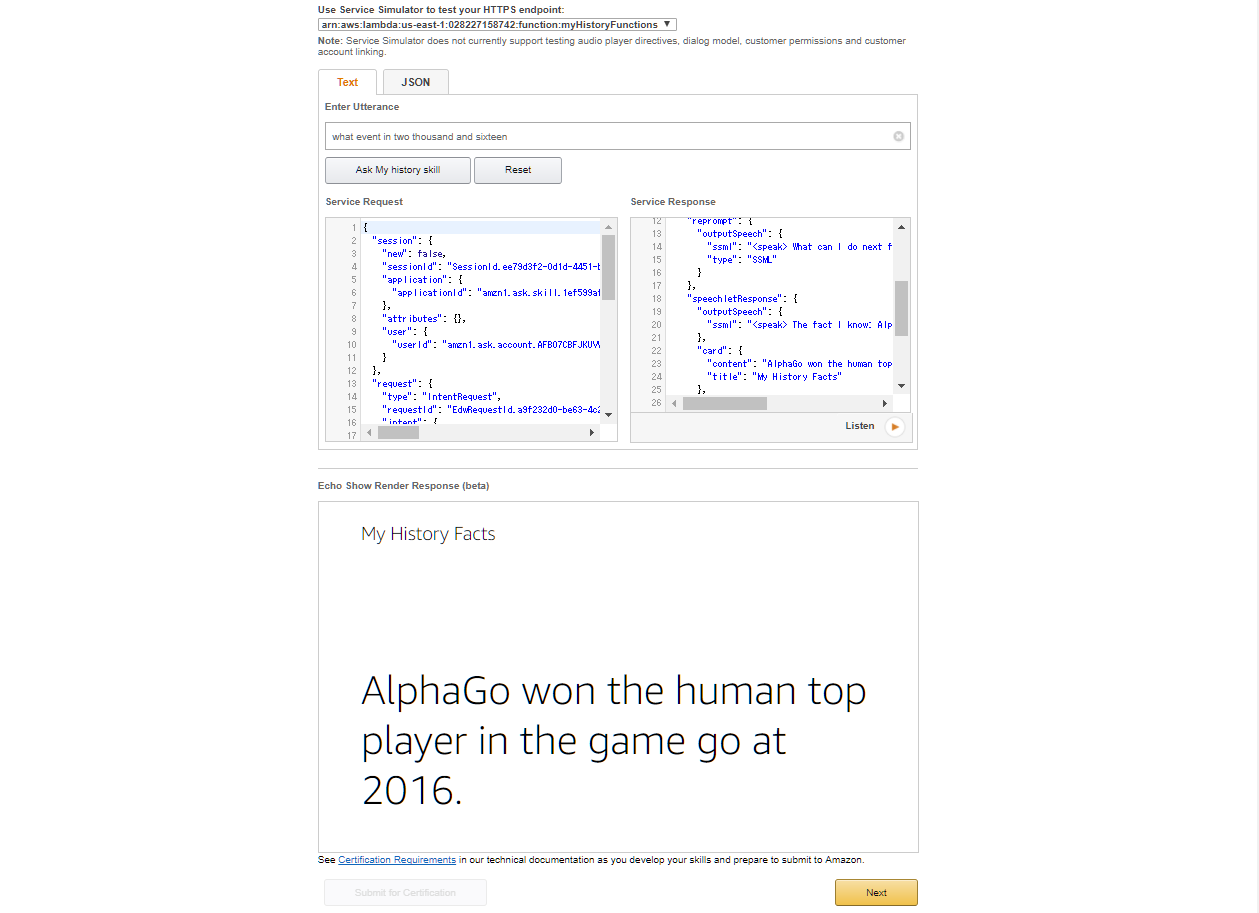 Use Service Simulator to test your HTTPS endpoint:
arn:aws:lambda:us-east-1:028227158742:function:myHistoryFunctions
Note: Service Simulator does not currently support testing audio player directives, dialog model, customer permissions and customer
account linking.
Text JSON
Enter Utterance
what event in two thousand and sixteen
Ask My history skill Reset
Service Request
1 {
2 "session": {
3 "new": false,
4 "sessionId": "SessionId.ee79d3f2-0d1d-4451-
5 "application": {
6 "applicationId": "amzn1.ask.skill.1ef599a
7 },
8 "attributes": {},
9 "user": {
10 "userId": "amzn1.ask.account.AFBO7CBFJKU
11 }
12 },
13 "request": {
14 "type": "IntentRequest",
15 "requestId": "EdwRequestId.a9f232d0-be63-4c2
16 "intent": {
17
Service Response
12 "reprompt": {
13 "outputSpeech": {
14 "ssml": "<speak> What can I do next f
15 "type": "SSML"
16 }
17 },
18 "speechletResponse": {
19 "outputSpeech": {
20 "ssml": "<speak> The fact I know: Alp
21 },
22 "card": {
23 "content": "AlphaGo won the human top
24 "title": "My History Facts"
25 },
26
Listen
Echo Show Render Response (beta)
My History Facts
AlphaGo won the human top
player in the game go at
2016.
See Certification Requirements in our technical documentation as you develop your skills and prepare to submit to Amazon.
Submit for Certification Next